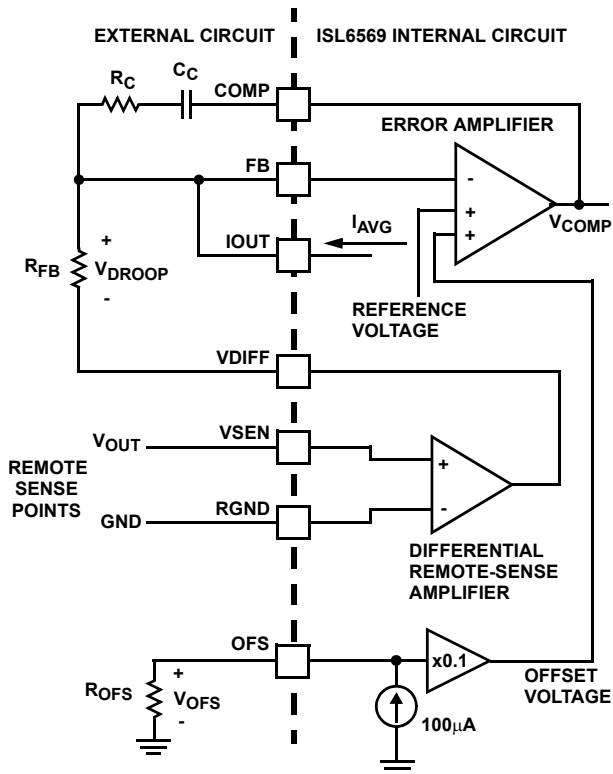 EXTERNAL CIRCUIT
ISL6569 INTERNAL CIRCUIT
RC
CC
COMP
ERROR AMPLIFIER
FB
-
+
+
VCOMP
IAVG
IOUT
RFB
+
VDROOP
-
REFERENCE
VOLTAGE
VDIFF
VOUT
VSEN
+
REMOTE
SENSE
POINTS
GND
RGND
-
DIFFERENTIAL
REMOTE-SENSE
AMPLIFIER
OFS
x0.1
ROFS
+
VOFS
-
OFFSET
VOLTAGE
100µA